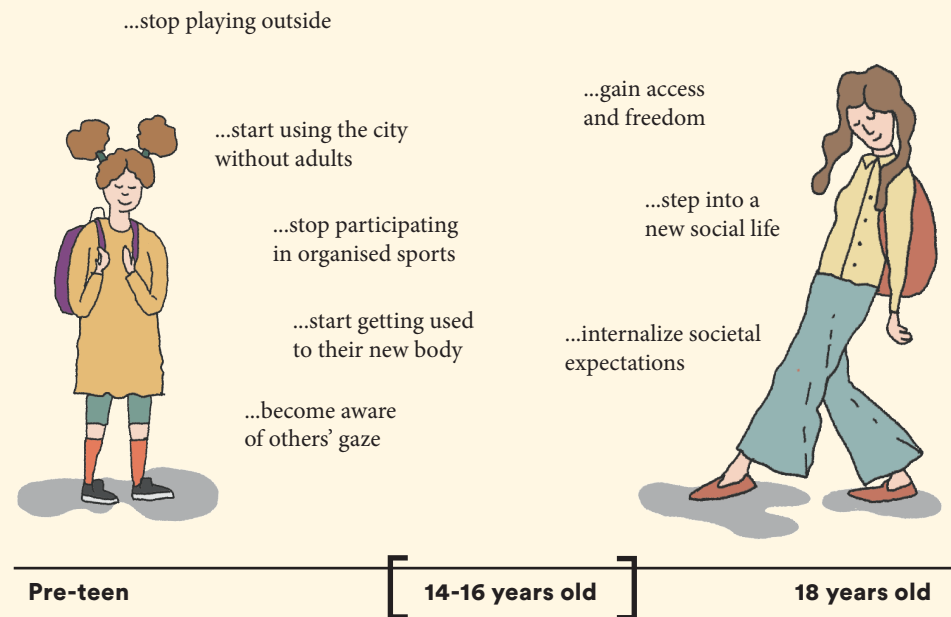 ...stop playing outside
...start using the city
without adults
...stop participating
in organised sports
...start getting used
to their new body
...become aware
of others’ gaze
...gain access
and freedom
...step into a
new social life
...internalize societal
expectations
Pre-teen
14-16 years old
18 years old